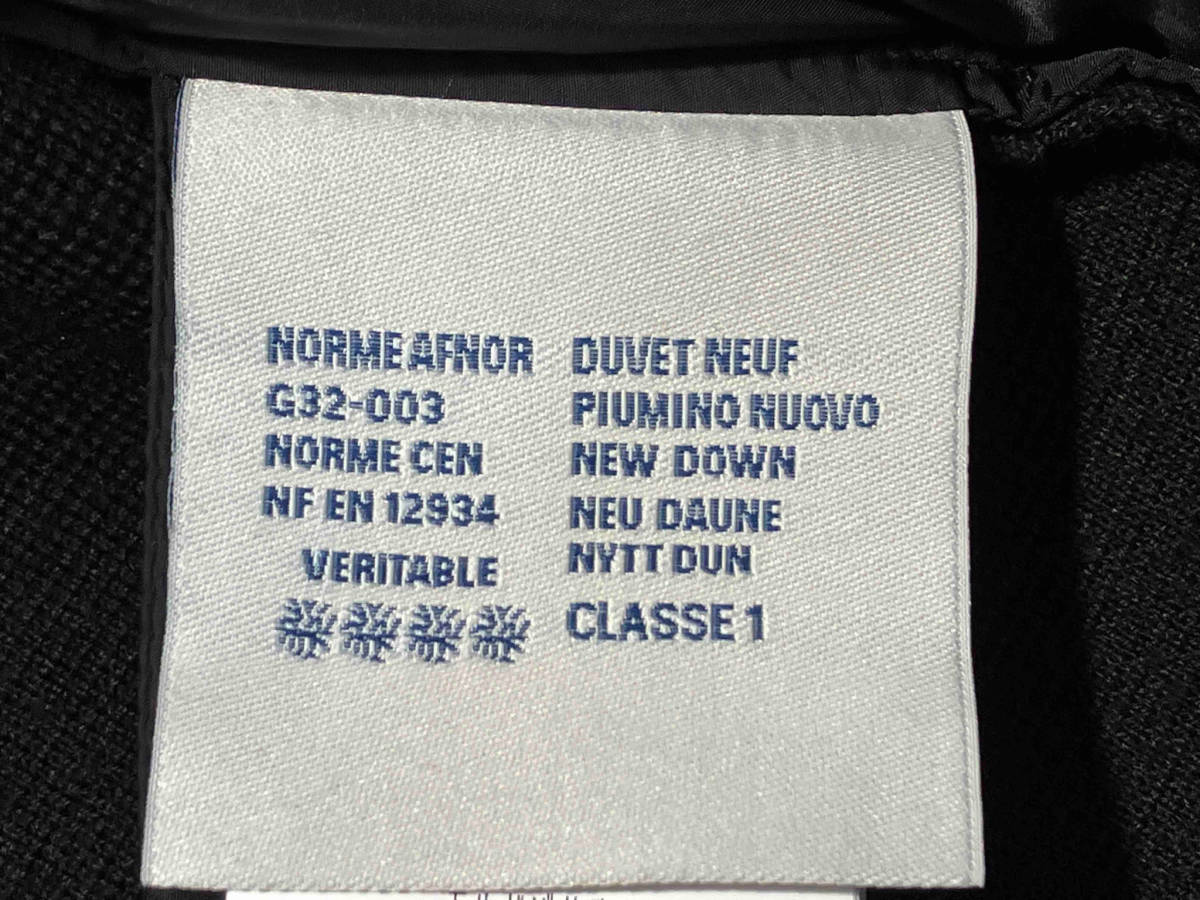 NORME AFNOR
G32-003
NORME CEN
NF EN 12934
VERITABLE
DUVET NEUF
PIUMINO NUOVO
NEW DOWN
NEU DAUNE
NYTT DUN
CLASSE 1